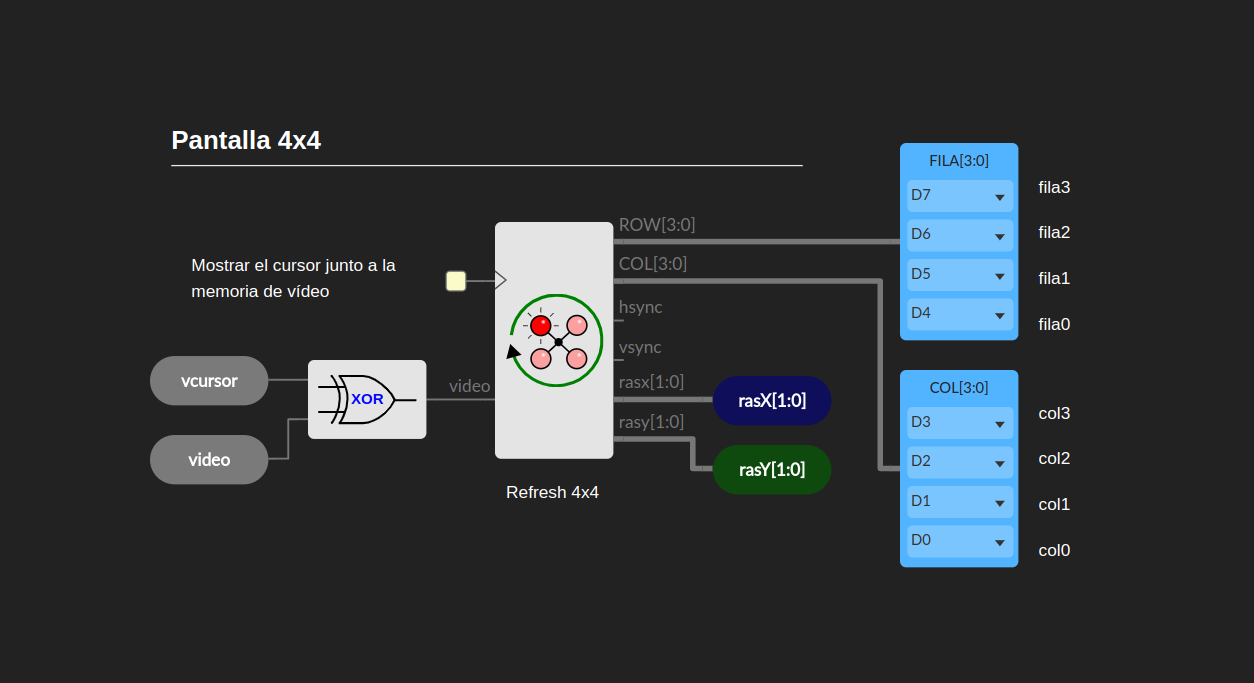 Pantalla 4x4
Mostrar el cursor junto a la
memoria de vídeo
vcursor
video
XOR
video
ROW[3:0]
COL[3:0]
hsync
vsync
rasx[1:0]
rasy[1:0]
Refresh 4x4
rasX[1:0]
rasY[1:0]
FILA[3:0]
D7
fila3
D6
fila2
D5
fila1
D4
fila0
COL[3:0]
D3
col3
D2
col2
D1
col1
D0
col0